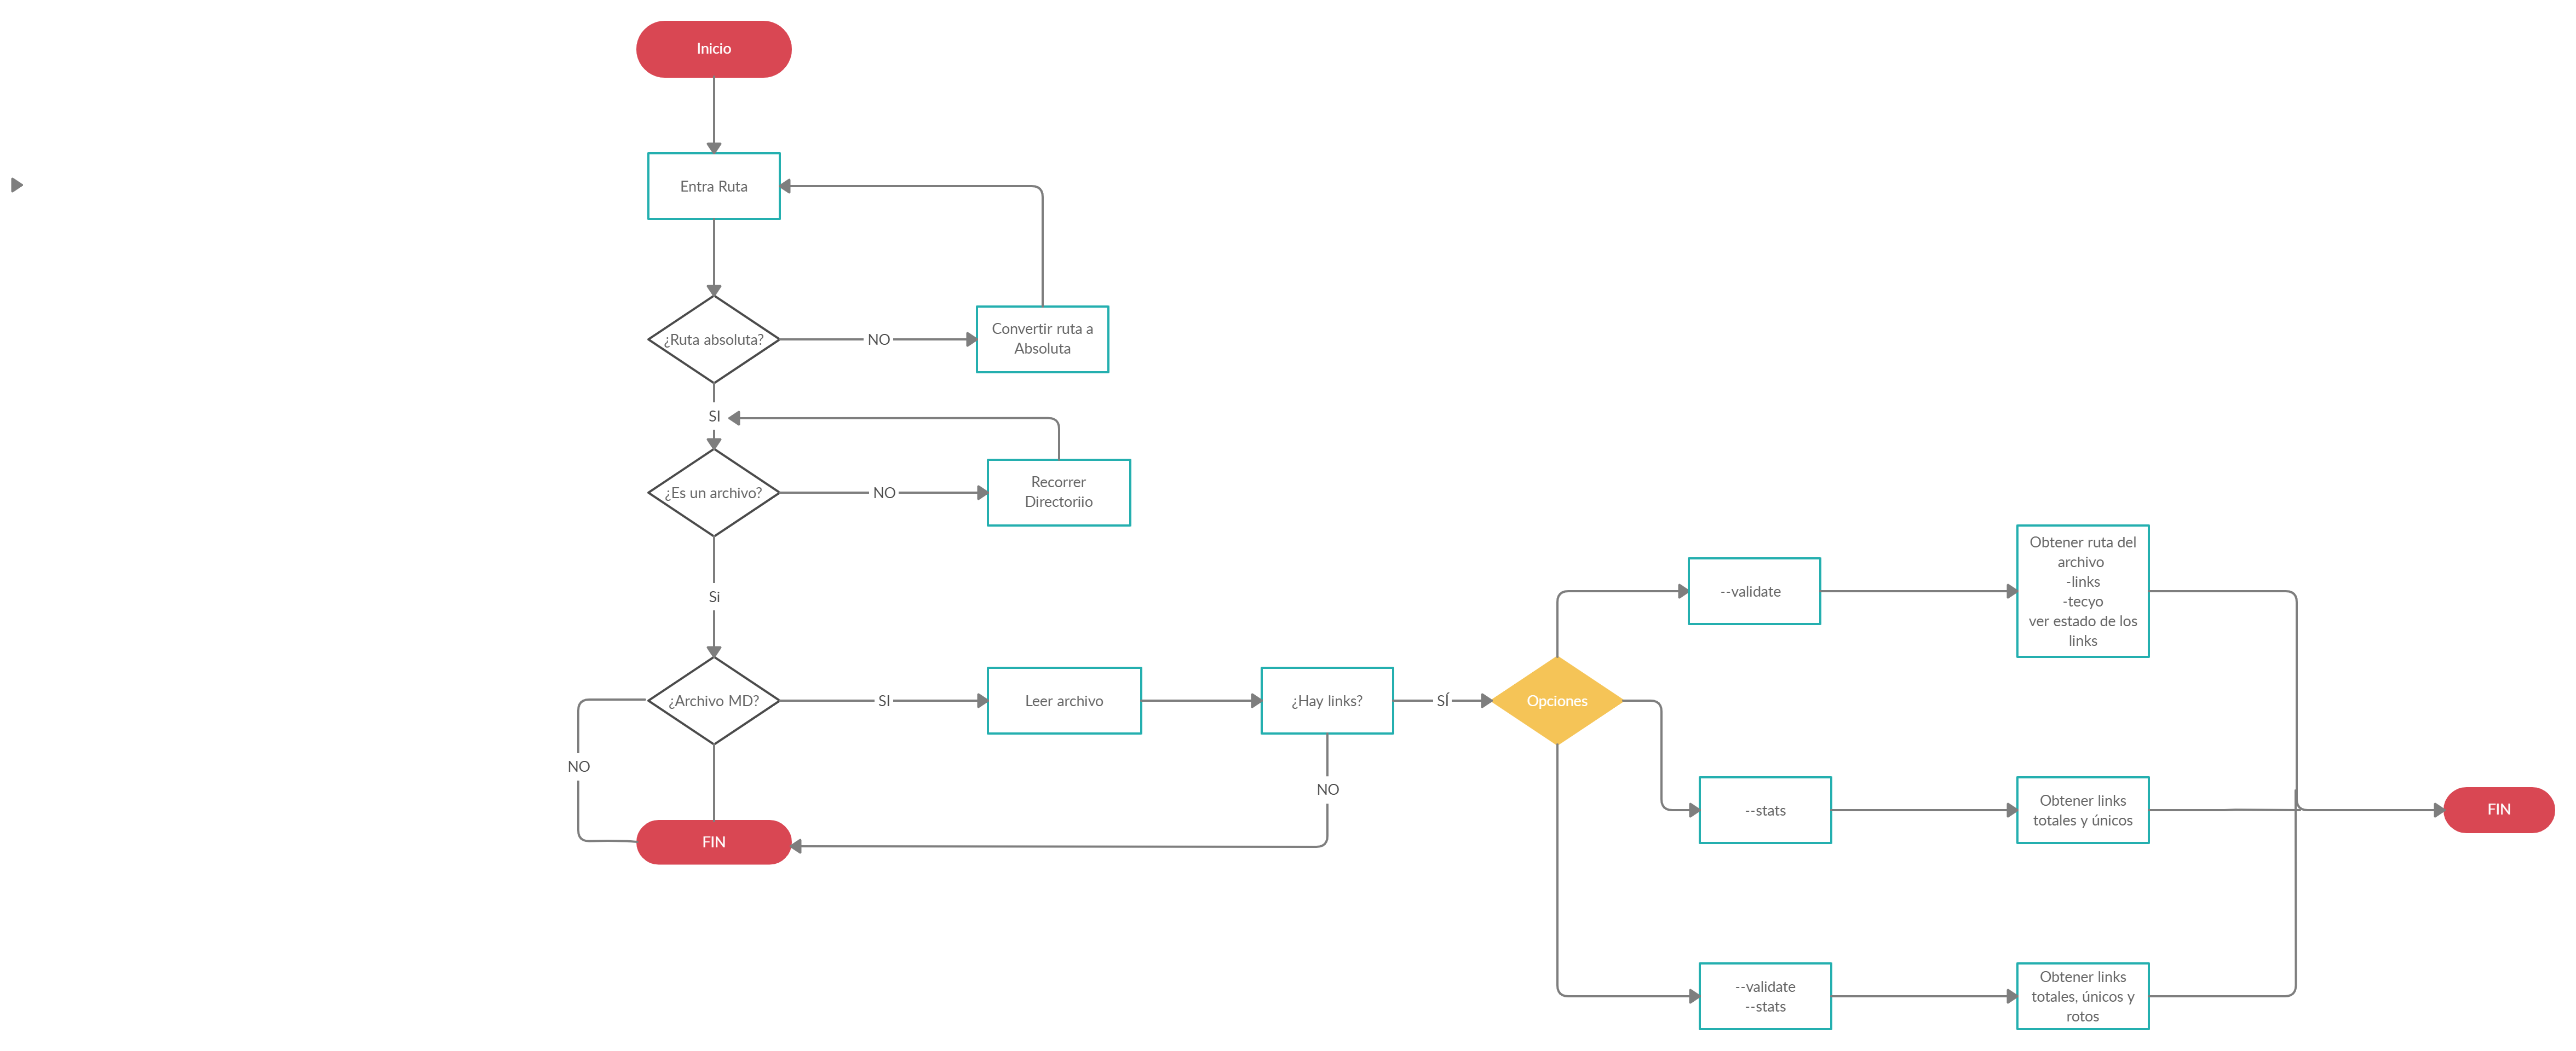 Inicio
Entra Ruta
¿Ruta absoluta?
NO
Convertir ruta a
Absoluta
SI
¿Es un archivo?
NO
Recorrer
Directoriio
Si
¿Archivo MD?
SI
Leer archivo
¿Hay links?
SÍ
Opciones
NO
NO
FIN
--validate
Obtener ruta del
archivo
-links
-tecyo
ver estado de los
links
--stats
Obtener links
totales y únicos
FIN
--validate
--stats
Obtener links
totales, únicos y
rotos